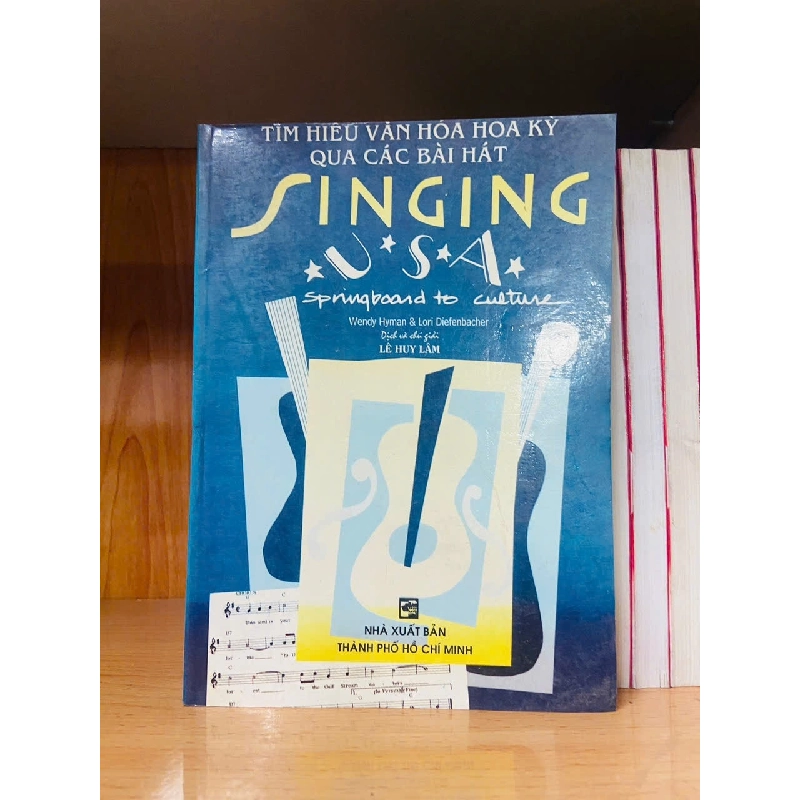 TÌM HIỂU VĂN HÓA HOA KỲ
QUA CÁC BÀI HÁT
SINGING
U★S★A
springboard to culture
Wendy Hyman & Lori Diefenbacher
Dịch và chú giải
LÊ HUY LÂM
NHÀ XUẤT BẢN
THÀNH PHỐ HỒ CHÍ MINH